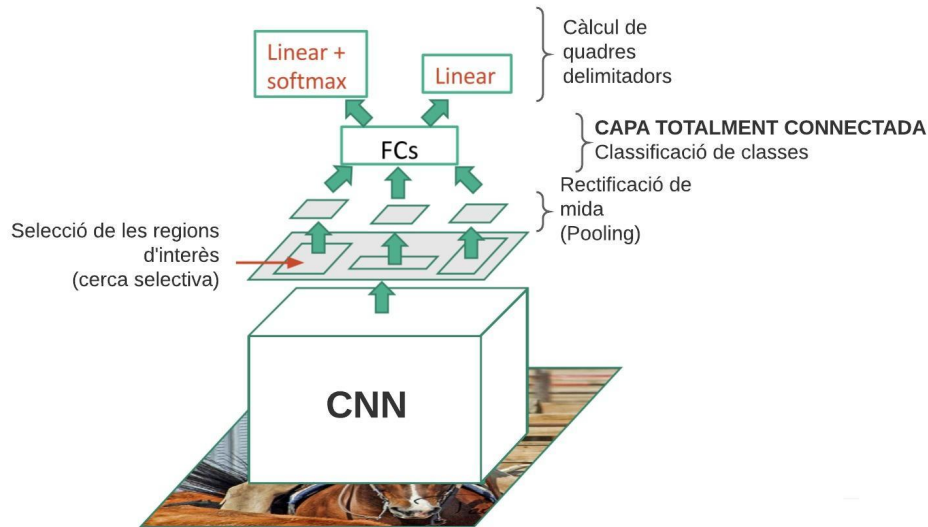 Linear +
softmax
Linear
Càlcul de
quadres
delimitadors
FCs
CAPA TOTALMENT CONNECTADA
Classificació de classes
Rectificació de
mida
(Pooling)
Selecció de les regions
d'interès
(cerca selectiva)
CNN